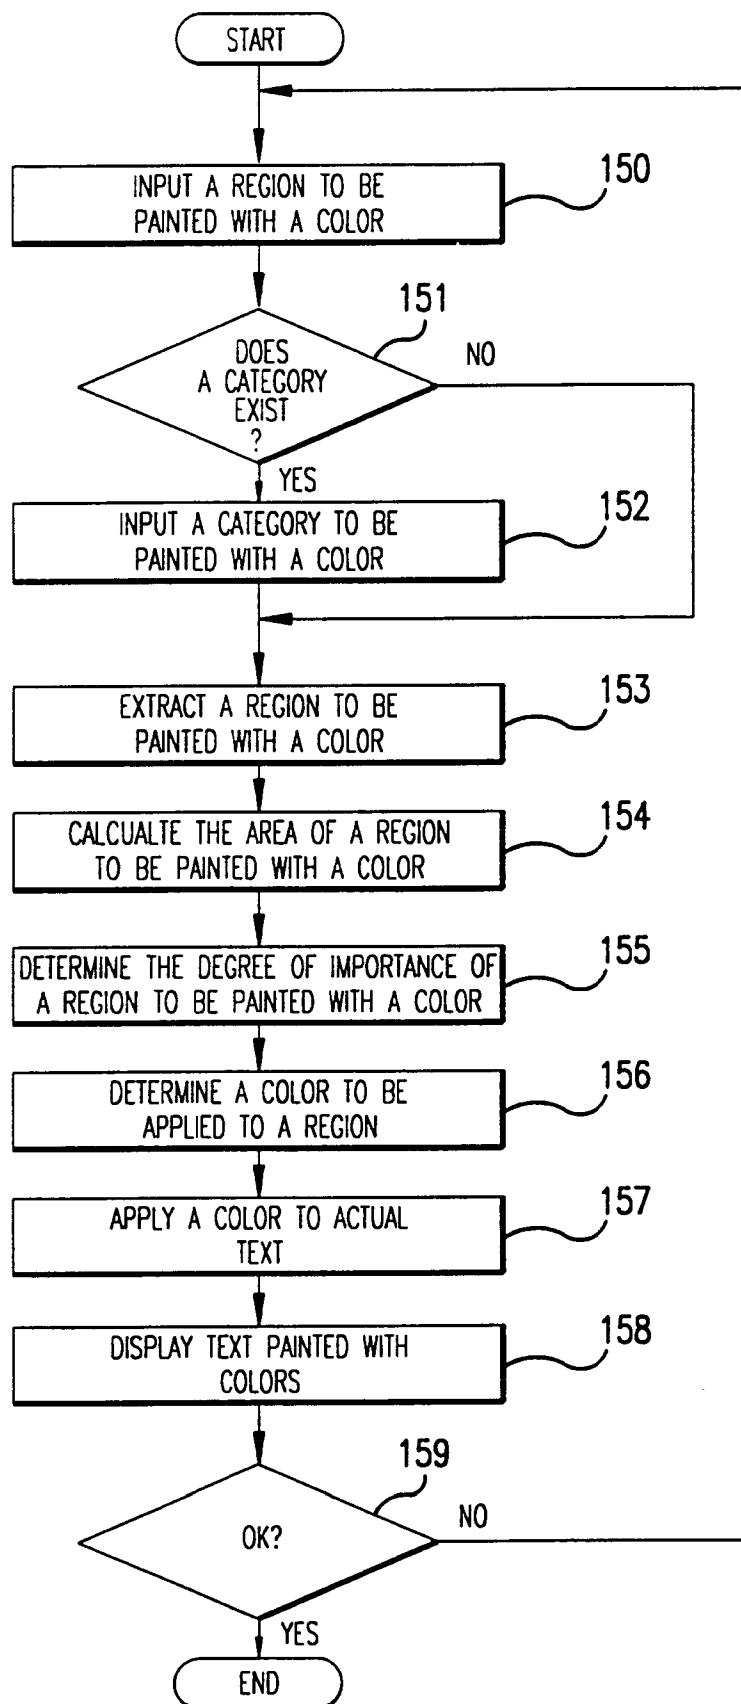 START
150
INPUT A REGION TO BE
PAINTED WITH A COLOR
151
DOES
A CATEGORY
EXIST
?
NO
YES
152
INPUT A CATEGORY TO BE
PAINTED WITH A COLOR
153
EXTRACT A REGION TO BE
PAINTED WITH A COLOR
154
CALCUALTE THE AREA OF A REGION
TO BE PAINTED WITH A COLOR
155
DETERMINE THE DEGREE OF IMPORTANCE OF
A REGION TO BE PAINTED WITH A COLOR
156
DETERMINE A COLOR TO BE
APPLIED TO A REGION
157
APPLY A COLOR TO ACTUAL
TEXT
158
DISPLAY TEXT PAINTED WITH
COLORS
159
OK?
NO
YES
END